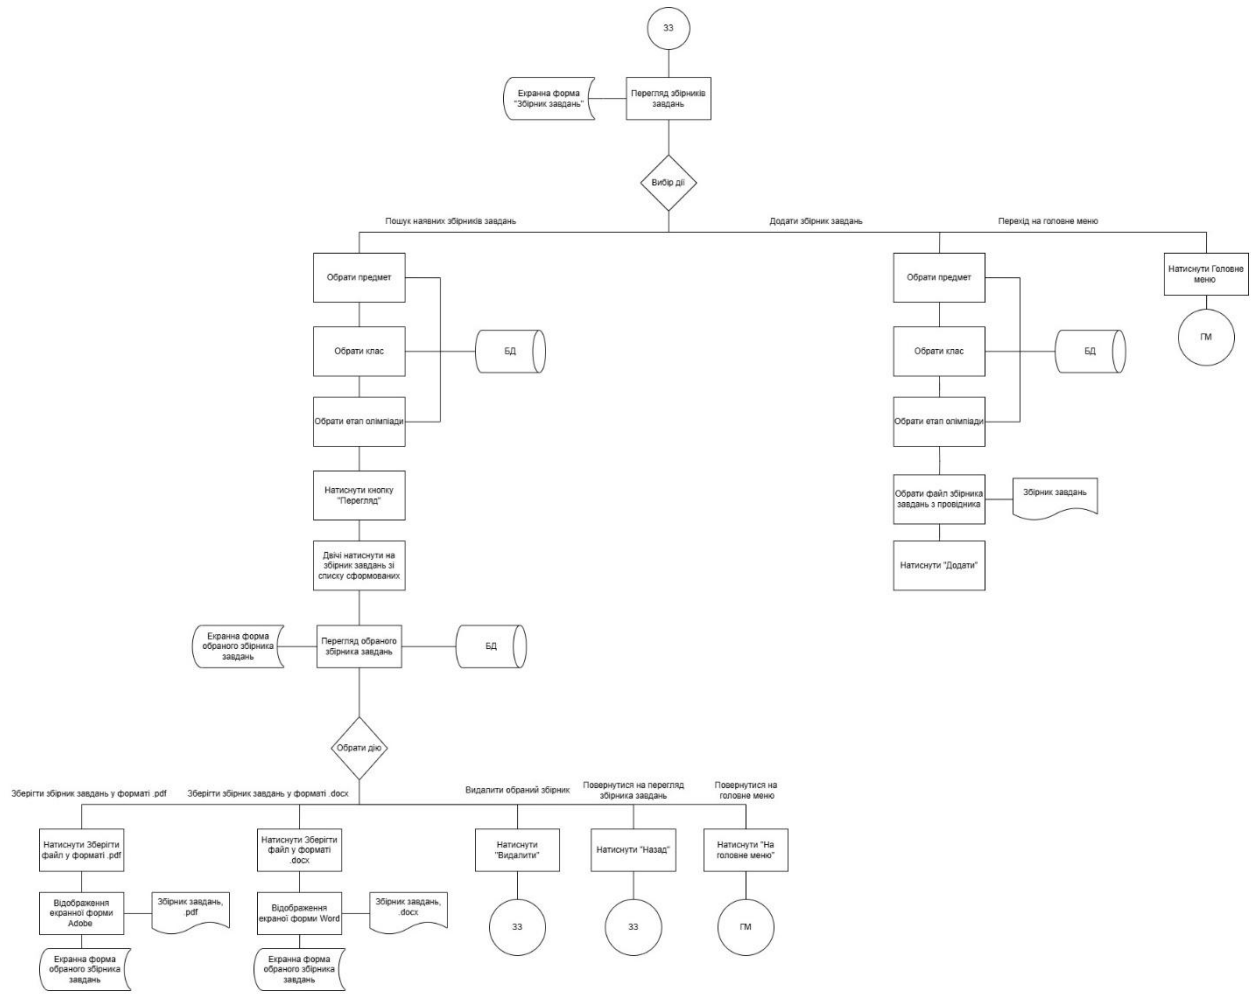 ЗЗ
Екранна форма
"Збірник завдань"
Перегляд збірників
завдань
Вибір дії
Пошук наявних збірників завдань
Додати збірник завдань
Перехід на головне меню
Обрати предмет
Обрати предмет
Натиснути Головне
меню
Обрати клас
БД
Обрати клас
БД
ГМ
Обрати етап олімпіади
Обрати етап олімпіади
Натиснути кнопку
"Перегляд"
Обрати файл збірника
завдань з провідника
Збірник завдань
Двічі натиснути на
збірник завдань зі
списку сформованих
Натиснути "Додати"
Екранна форма
обраного збірника
завдань
Перегляд обраного
збірника завдань
БД
Обрати дію
Зберігти збірник завдань у форматі .pdf
Зберігти збірник завдань у форматі .docx
Видалити обраний збірник
Повернутися на перегляд
збірника завдань
Повернутися на
головне меню
Натиснути Зберігти
файл у форматі .pdf
Натиснути Зберігти
файл у форматі
.docx
Натиснути
"Видалити"
Натиснути "Назад"
Натиснути "На
головне меню"
Відображення
екранної форми
Adobe
Збірник завдань,
.pdf
Відображення
екраної форми Word
Збірник завдань,
.docx
ЗЗ
ЗЗ
ГМ
Екранна форма
обраного збірника
завдань
Екранна форма
обраного збірника
завдань